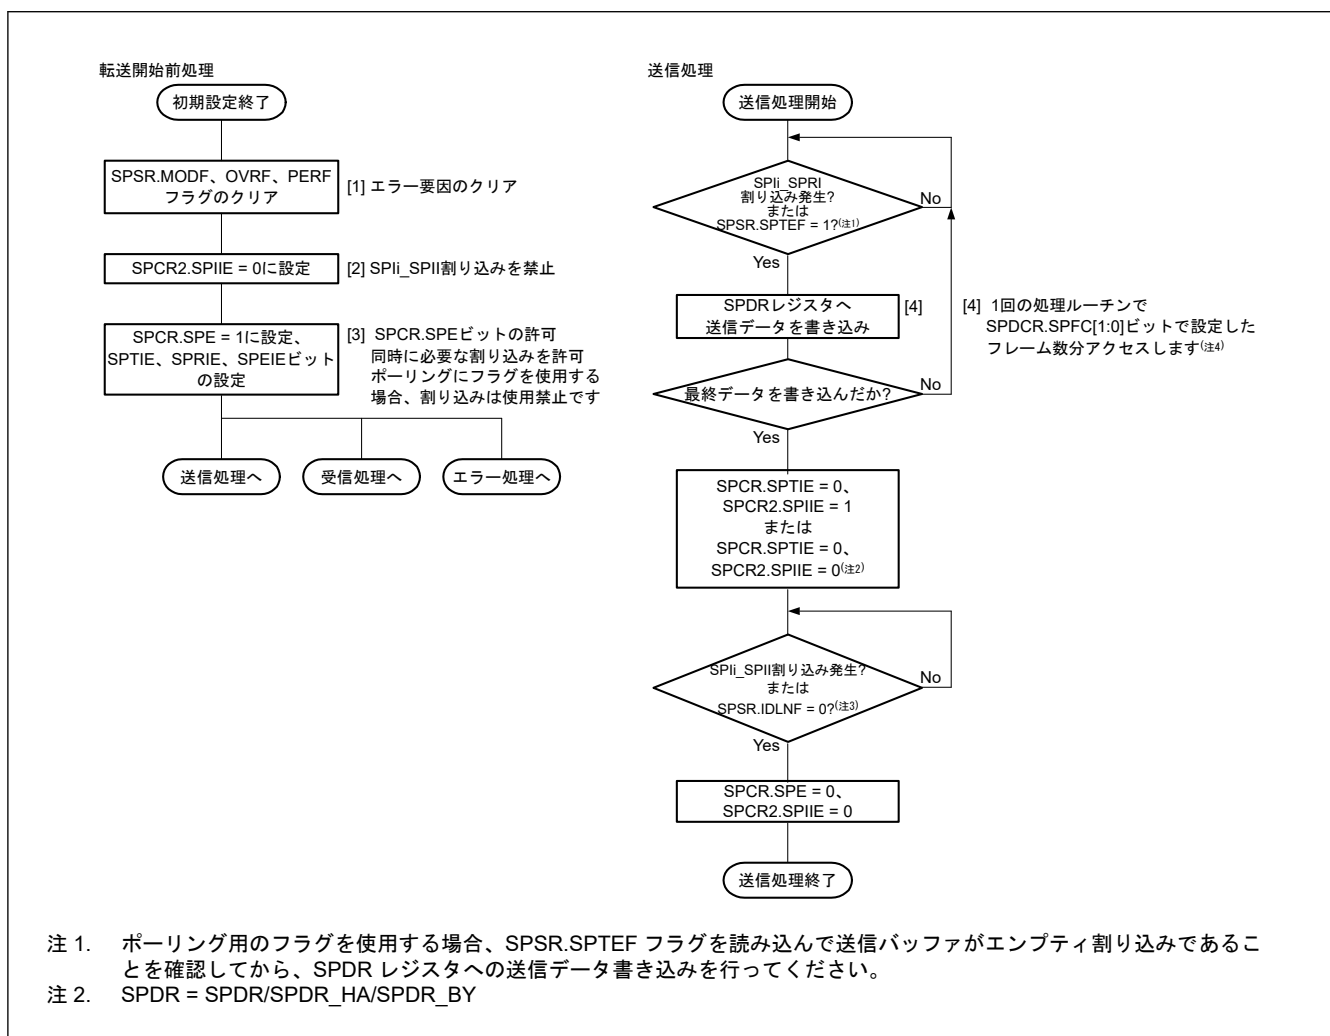 転送開始前処理
初期設定終了
SPSR.MODF、OVRF、PERF
フラグのクリア
[1] エラー要因のクリア
SPCR2.SPIIE = 0に設定
[2] SPIi_SPII割り込みを禁止
SPCR.SPE = 1に設定、
SPTIE、SPRIE、SPEIEビット
の設定
[3] SPCR.SPEビットの許可
同時に必要な割り込みを許可
ポーリングにフラグを使用する
場合、割り込みは使用禁止です
送信処理へ
受信処理へ
エラー処理へ
送信処理
送信処理開始
SPIi_SPRI
割り込み発生?
または
SPSR.SPTEF = 1?(注1)
No
Yes
SPDRレジスタへ
送信データを書き込み
[4]
[4] 1回の処理ルーチンで
SPDCR.SPFC[1:0]ビットで設定した
フレーム数分アクセスします(注4)
最終データを書き込んだか?
No
Yes
SPCR.SPTIE = 0、
SPCR2.SPIIE = 1
または
SPCR.SPTIE = 0、
SPCR2.SPIIE = 0(注2)
SPIi_SPII割り込み発生?
または
SPSR.IDLNF = 0?(注3)
No
Yes
SPCR.SPE = 0、
SPCR2.SPIIE = 0
送信処理終了
注 1. ポーリング用のフラグを使用する場合、SPSR.SPTEF フラグを読み込んで送信バッファがエンプティ割り込みであるこ
とを確認してから、SPDR レジスタへの送信データ書き込みを行ってください。
注 2. SPDR = SPDR/SPDR_HA/SPDR_BY